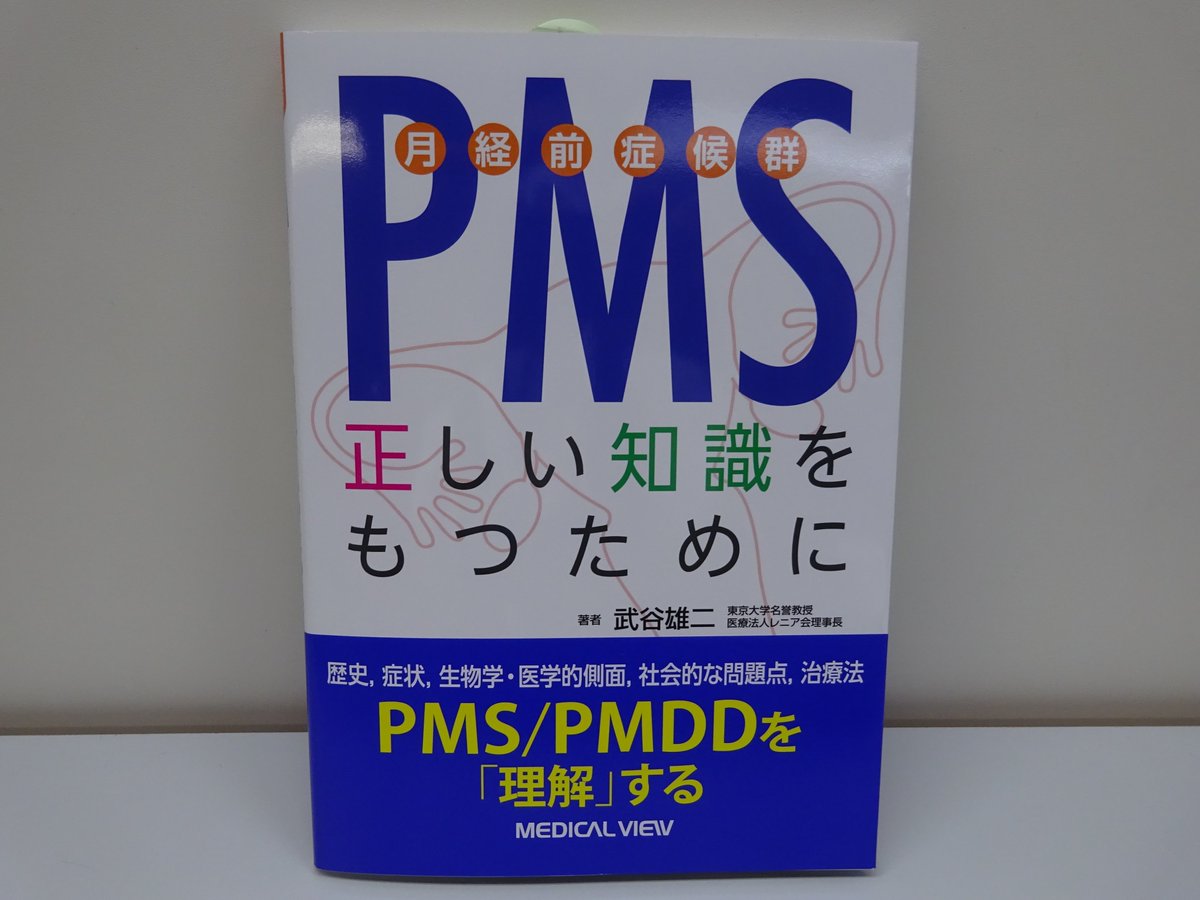 PMS
月経前症候群
正しい知識を
もつために
著者 武谷雄二 東京大学名誉教授
医療法人レニア会理事長
歴史, 症状, 生物学・医学的側面, 社会的な問題点, 治療法
PMS/PMDDを
「理解」する
MEDICAL VIEW